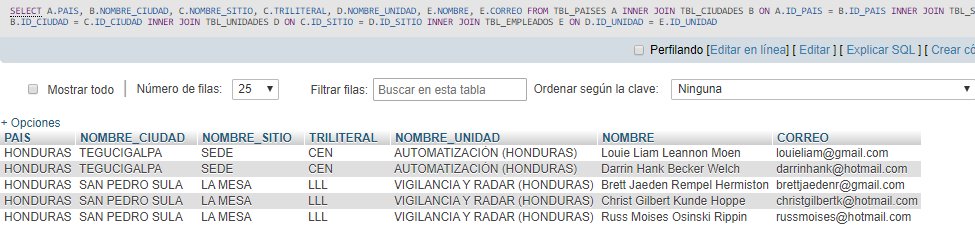 SELECT A.PAIS, B.NOMBRE_CIUDAD, C.NOMBRE_SITIO, C.TRILITERAL, D.NOMBRE_UNIDAD, E.NOMBRE, E.CORREO FROM TBL_PAISES A INNER JOIN TBL_CIUDADES B ON A.ID_PAIS = B.ID_PAIS INNER JOIN TBL_S
B.ID_CIUDAD = C.ID_CIUDAD INNER JOIN TBL_UNIDADES D ON C.ID_SITIO = D.ID_SITIO INNER JOIN TBL_EMPLEADOS E ON D.ID_UNIDAD = E.ID_UNIDAD
Perfilando [Editar en línea] [ Editar ] [ Explicar SQL ] [ Crear có
Mostrar todo Número de filas: 25 Filtrar filas: Buscar en esta tabla Ordenar según la clave: Ninguna
+ Opciones
PAIS NOMBRE_CIUDAD NOMBRE_SITIO TRILITERAL NOMBRE_UNIDAD NOMBRE CORREO
HONDURAS TEGUCIGALPA SEDE CEN AUTOMATIZACIÓN (HONDURAS) Louie Liam Leannon Moen louieliam@gmail.com
HONDURAS TEGUCIGALPA SEDE CEN AUTOMATIZACIÓN (HONDURAS) Darrin Hank Becker Welch darrinhank@hotmail.com
HONDURAS SAN PEDRO SULA LA MESA LLL VIGILANCIA Y RADAR (HONDURAS) Brett Jaeden Rempel Hermiston brettjaedenr@gmail.com
HONDURAS SAN PEDRO SULA LA MESA LLL VIGILANCIA Y RADAR (HONDURAS) Christ Gilbert Kunde Hoppe christgilbertk@hotmail.com
HONDURAS SAN PEDRO SULA LA MESA LLL VIGILANCIA Y RADAR (HONDURAS) Russ Moises Osinski Rippin russmoises@hotmail.com